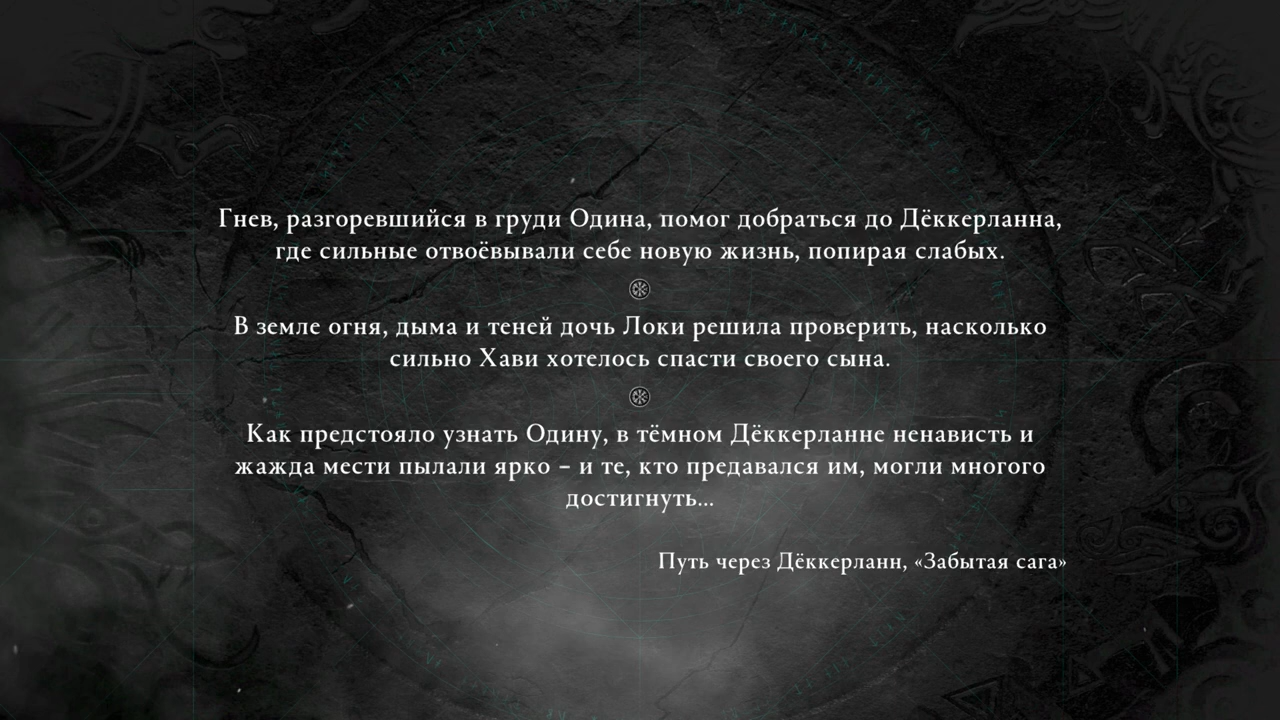 Гнев, разгоревшийся в груди Одина, помог добраться до Дёккерланна,
где сильные отвоёвывали себе новую жизнь, попирая слабых.
В земле огня, дыма и теней дочь Локи решила проверить, насколько
сильно Хави хотелось спасти своего сына.
Как предстояло узнать Одину, в тёмном Дёккерланне ненависть и
жажда мести пылали ярко – и те, кто предавался им, могли многого
достигнуть...
Путь через Дёккерланн, «Забытая сага»